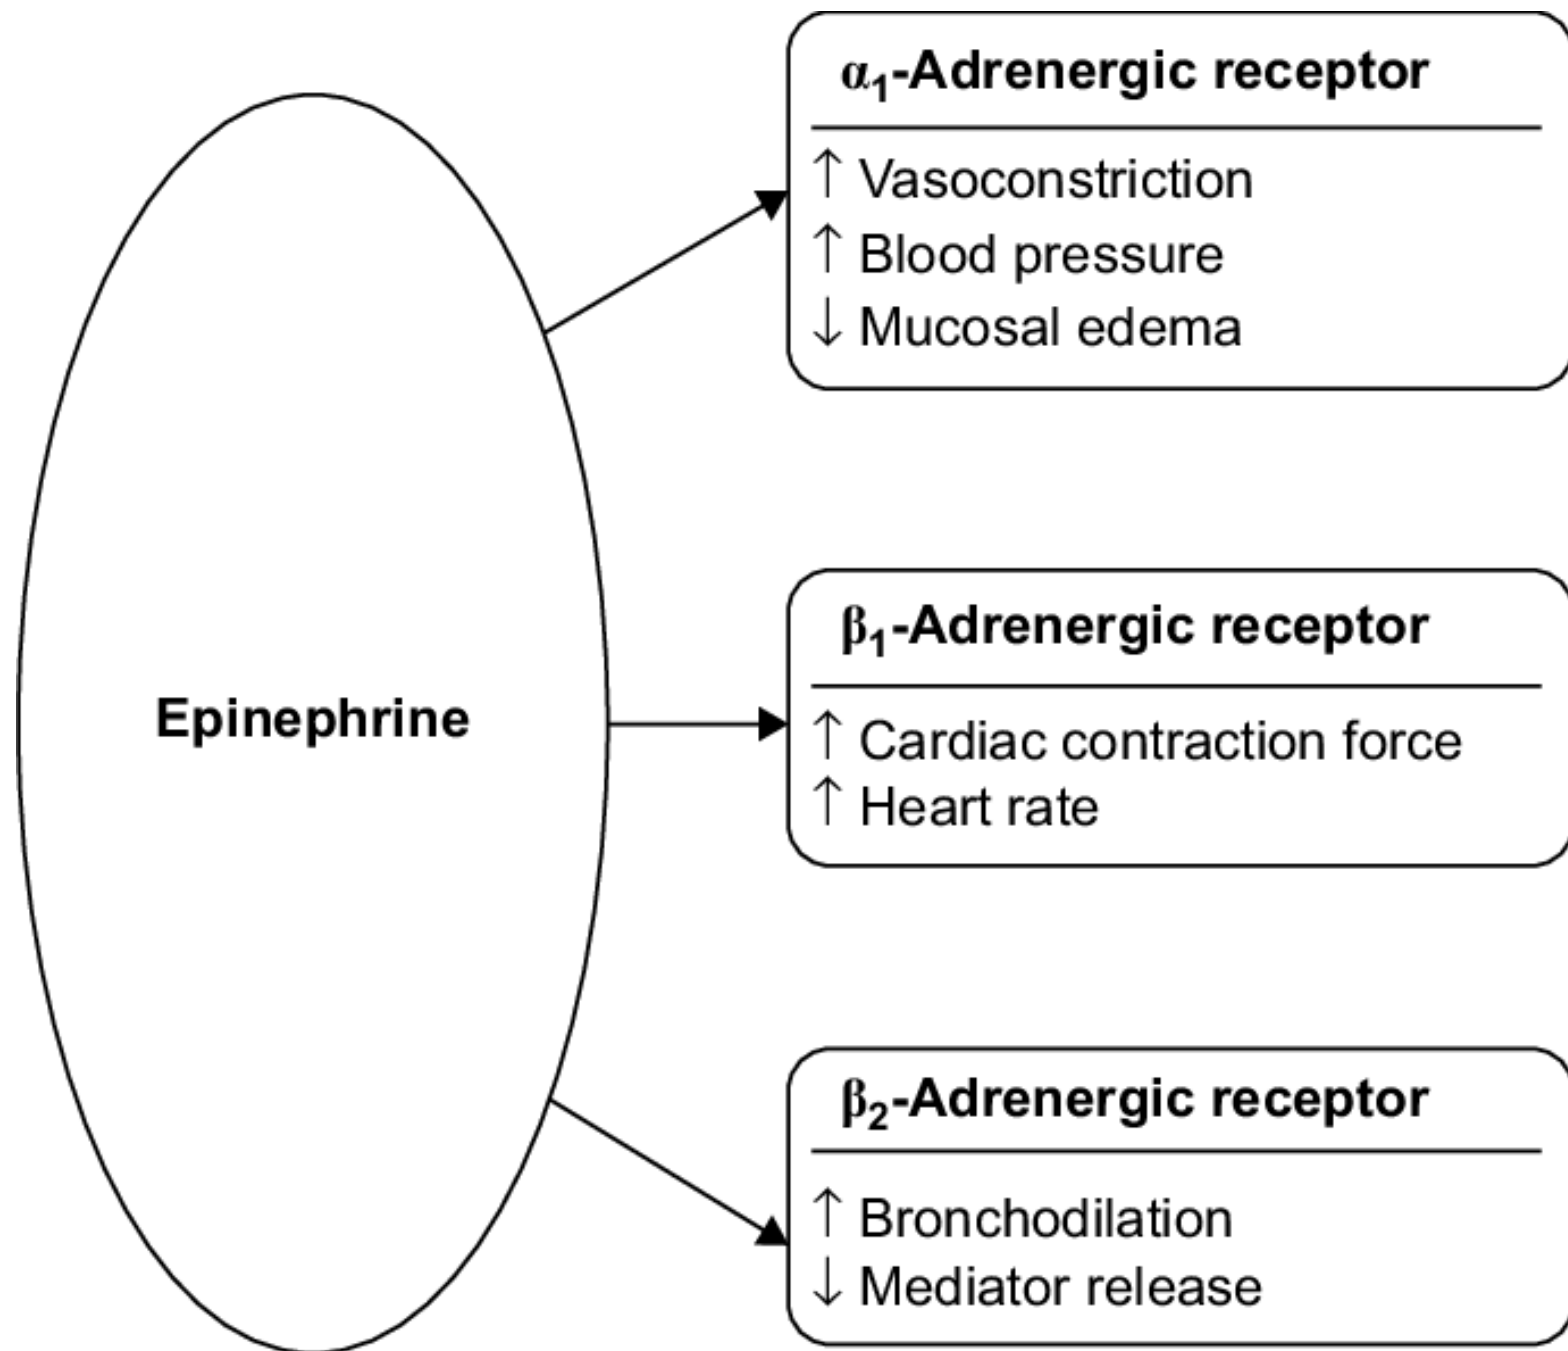 Epinephrine
α₁-Adrenergic receptor
↑ Vasoconstriction
↑ Blood pressure
↓ Mucosal edema
β₁-Adrenergic receptor
↑ Cardiac contraction force
↑ Heart rate
β₂-Adrenergic receptor
↑ Bronchodilation
↓ Mediator release